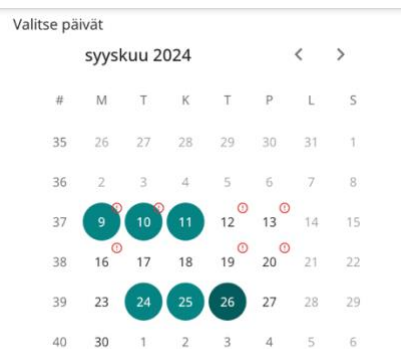 Valitse päivät
syyskuu 2024
# M T K T P L S
35 26 27 28 29 30 31 1
36 2 3 4 5 6 7 8
37 9 10 11 12 13 14 15
38 16 17 18 19 20 21 22
39 23 24 25 26 27 28 29
40 30 1 2 3 4 5 6